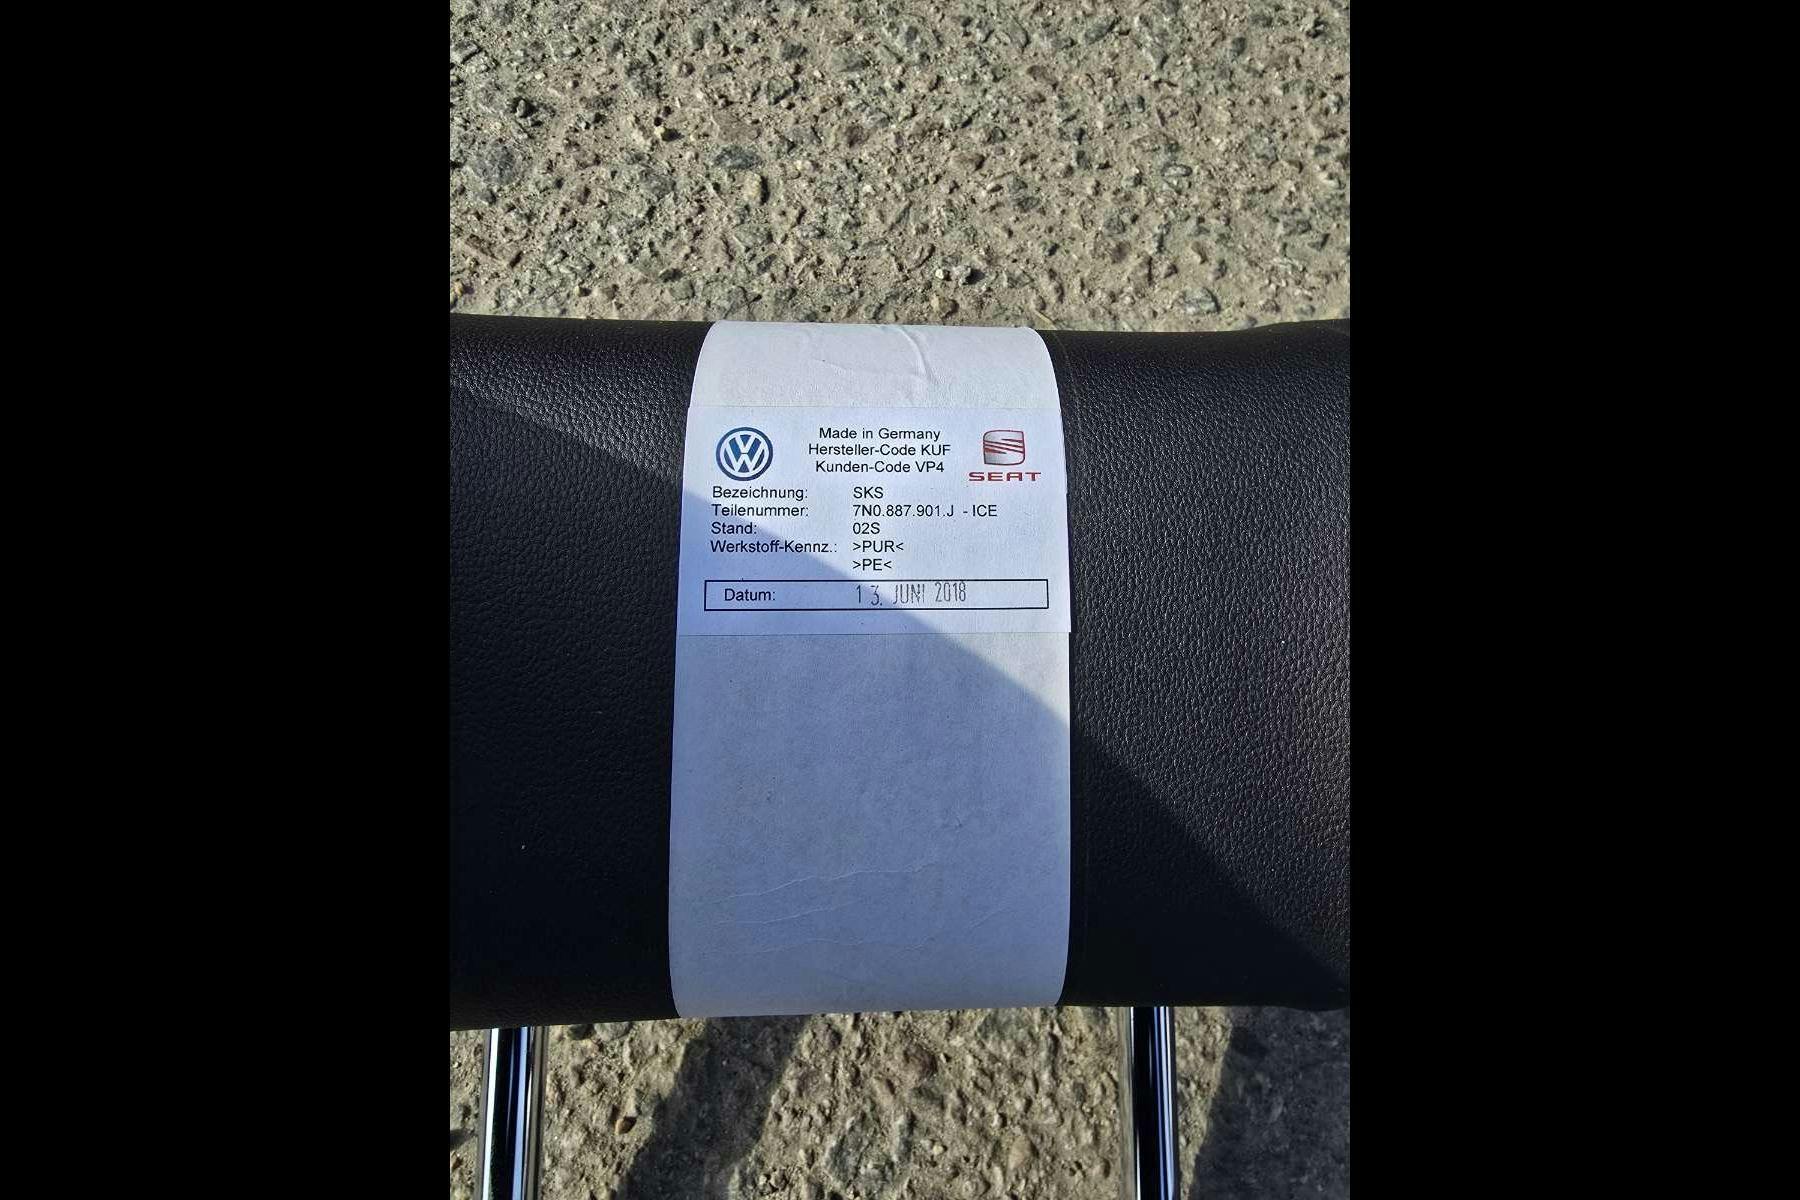 Made in Germany
Hersteller-Code KUF
Kunden-Code VP4
SEAT
Bezeichnung: SKS
Teilenummer: 7N0.887.901.J - ICE
Stand: 02S
Werkstoff-Kennz.: >PUR<
>PE<
Datum: 13. JUNI 2018